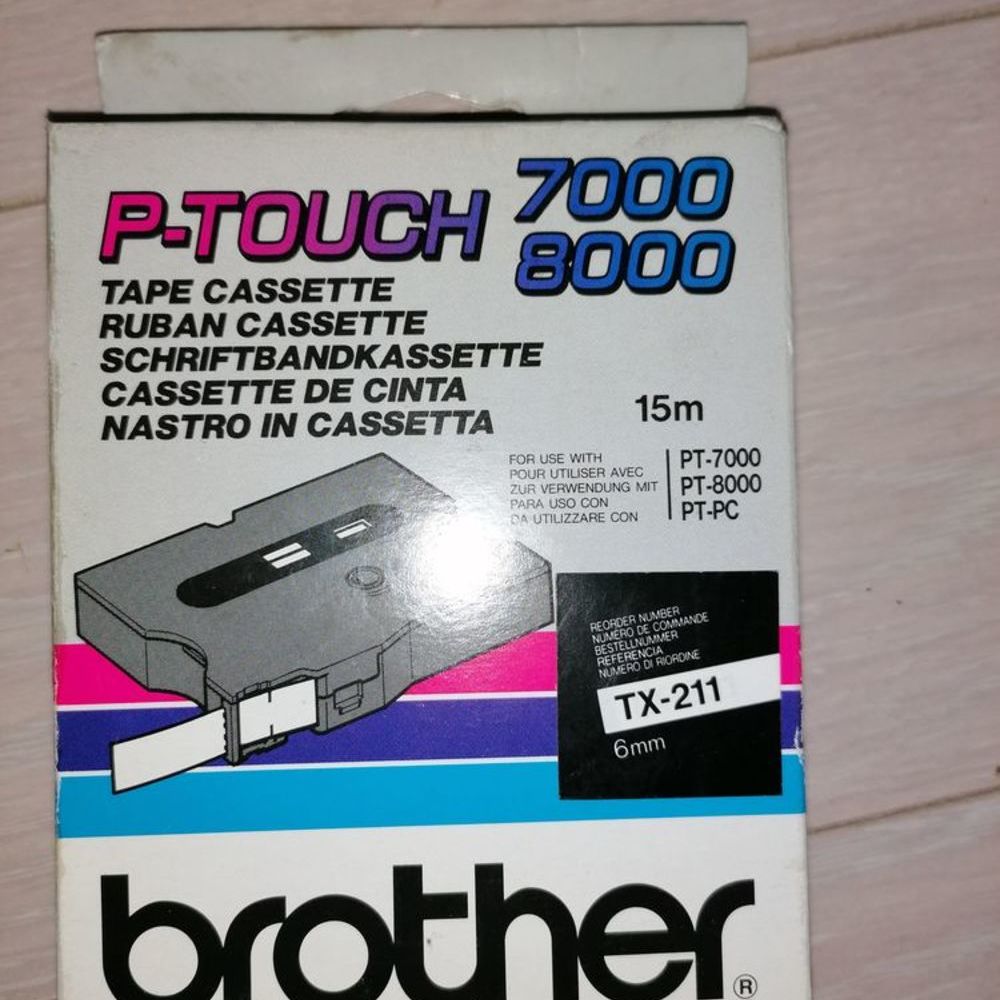 P-TOUCH 7000
8000
TAPE CASSETTE
RUBAN CASSETTE
SCHRIFTBANDKASSETTE
CASSETTE DE CINTA
NASTRO IN CASSETTA
15m
FOR USE WITH
POUR UTILISER AVEC
ZUR VERWENDUNG MIT
PARA USO CON
DA UTILIZZARE CON
PT-7000
PT-8000
PT-PC
REORDER NUMBER
NUMERO DE COMMANDE
BESTELLNUMMER
REFERENCIA
NUMERO DI RIORDINE
TX-211
6mm
brother®